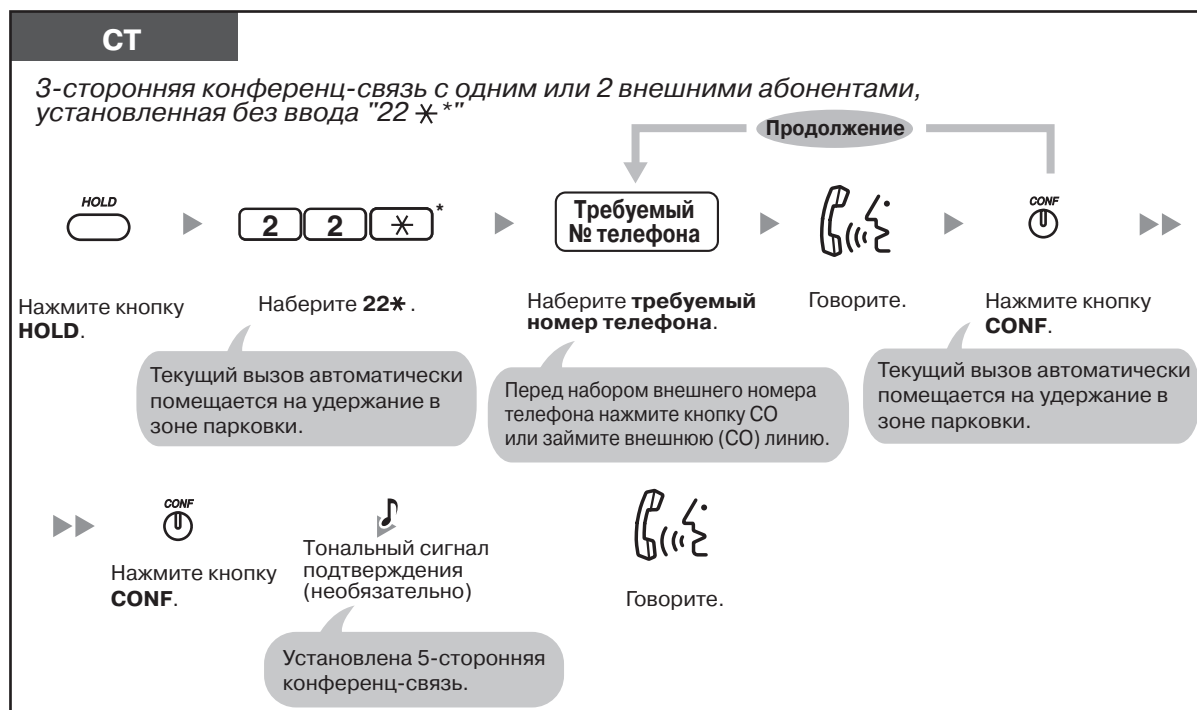 СТ
3-сторонняя конференц-связь с одним или 2 внешними абонентами,
установленная без ввода "22 ✳*"
Продолжение
HOLD
2 2 ✳ *
Требуемый
№ телефона
CONF
Нажмите кнопку
HOLD.
Наберите 22✳ .
Наберите требуемый
номер телефона.
Говорите.
Нажмите кнопку
CONF.
Текущий вызов автоматически
помещается на удержание в
зоне парковки.
Перед набором внешнего номера
телефона нажмите кнопку CO
или займите внешнюю (CO) линию.
Текущий вызов автоматически
помещается на удержание в
зоне парковки.
CONF
Нажмите кнопку
CONF.
Тональный сигнал
подтверждения
(необязательно)
Говорите.
Установлена 5-сторонняя
конференц-связь.